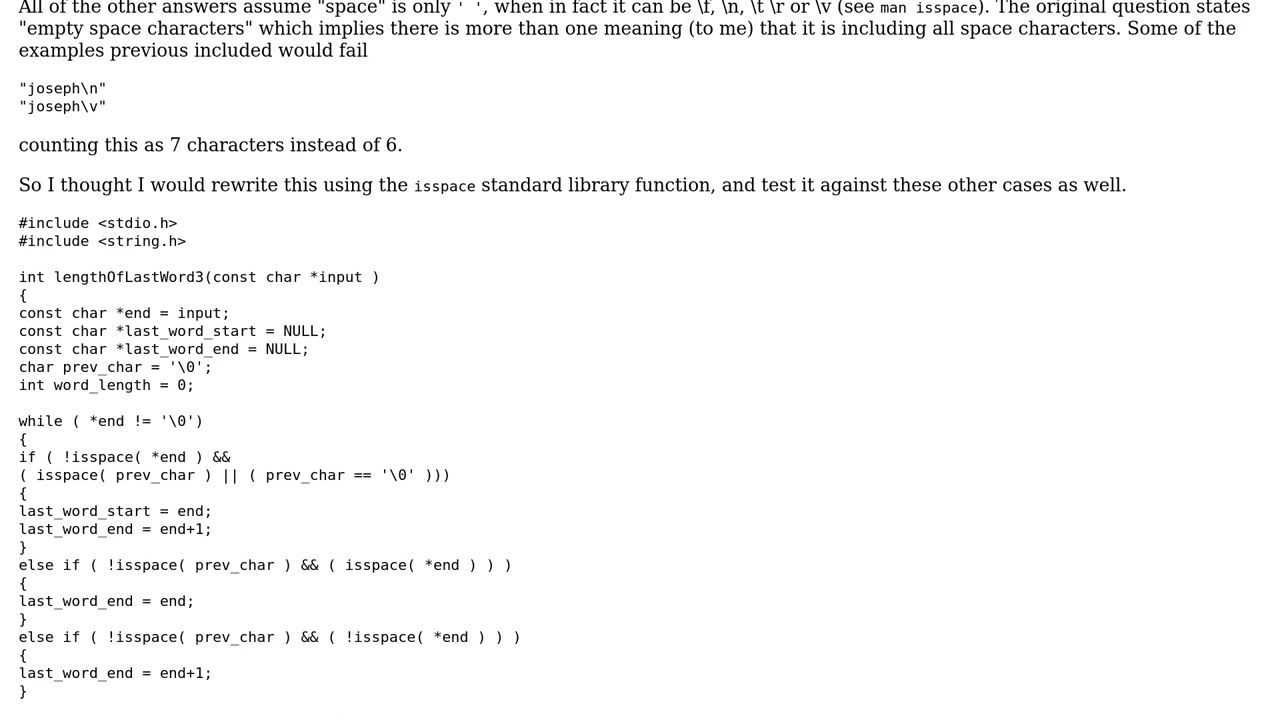 All of the other answers assume "space" is only ' ', when in fact it can be \f, \n, \t \r or \v (see man isspace). The original question states
"empty space characters" which implies there is more than one meaning (to me) that it is including all space characters. Some of the
examples previous included would fail
"joseph\n"
"joseph\v"
counting this as 7 characters instead of 6.
So I thought I would rewrite this using the isspace standard library function, and test it against these other cases as well.
#include <stdio.h>
#include <string.h>
int lengthOfLastWord3(const char *input )
{
const char *end = input;
const char *last_word_start = NULL;
const char *last_word_end = NULL;
char prev_char = '\0';
int word_length = 0;
while ( *end != '\0')
{
if ( !isspace( *end ) &&
( isspace( prev_char ) || ( prev_char == '\0' )))
{
last_word_start = end;
last_word_end = end+1;
}
else if ( !isspace( prev_char ) && ( isspace( *end ) ) )
{
last_word_end = end;
}
else if ( !isspace( prev_char ) && ( !isspace( *end ) ) )
{
last_word_end = end+1;
}